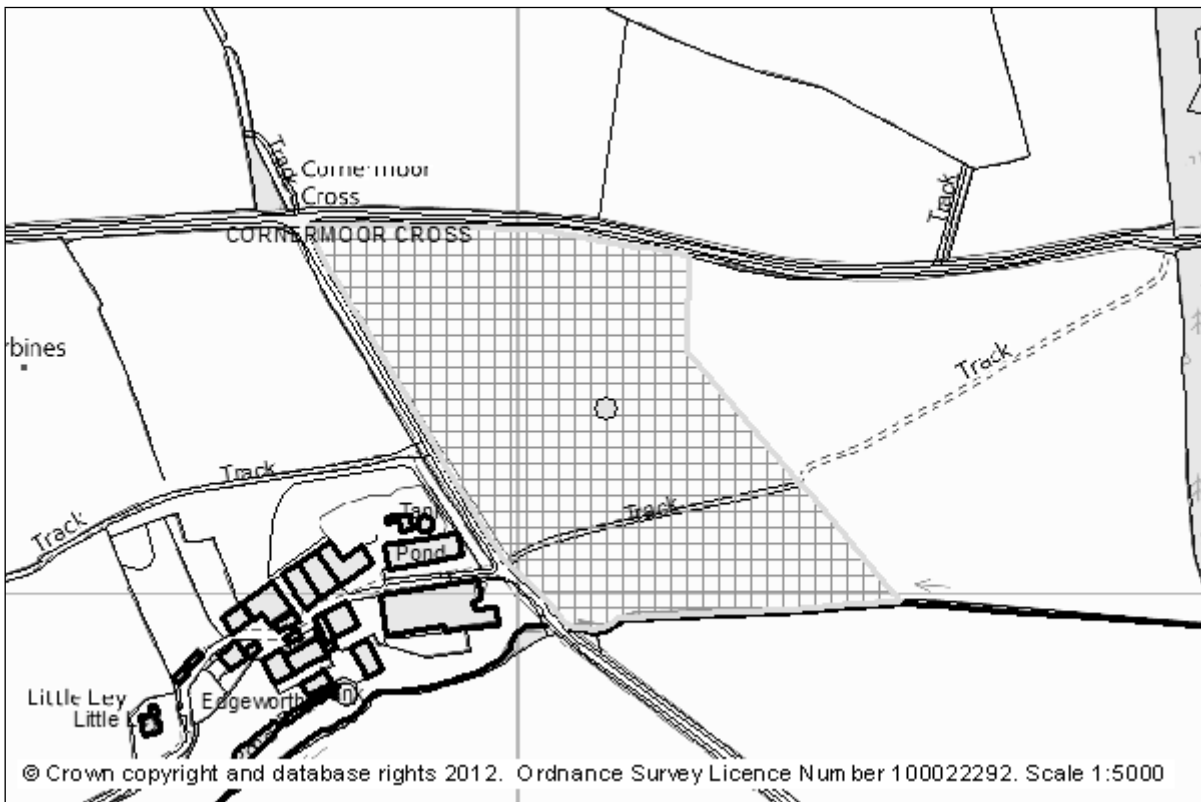 Track
Cornermoor
Cross
Track
CORNERMOOR CROSS
rbines
Track
Track
Track
Track
Tank
Pond
Little Ley
Little L
Edgeworth
nk
© Crown copyright and database rights 2012. Ordnance Survey Licence Number 100022292. Scale 1:5000